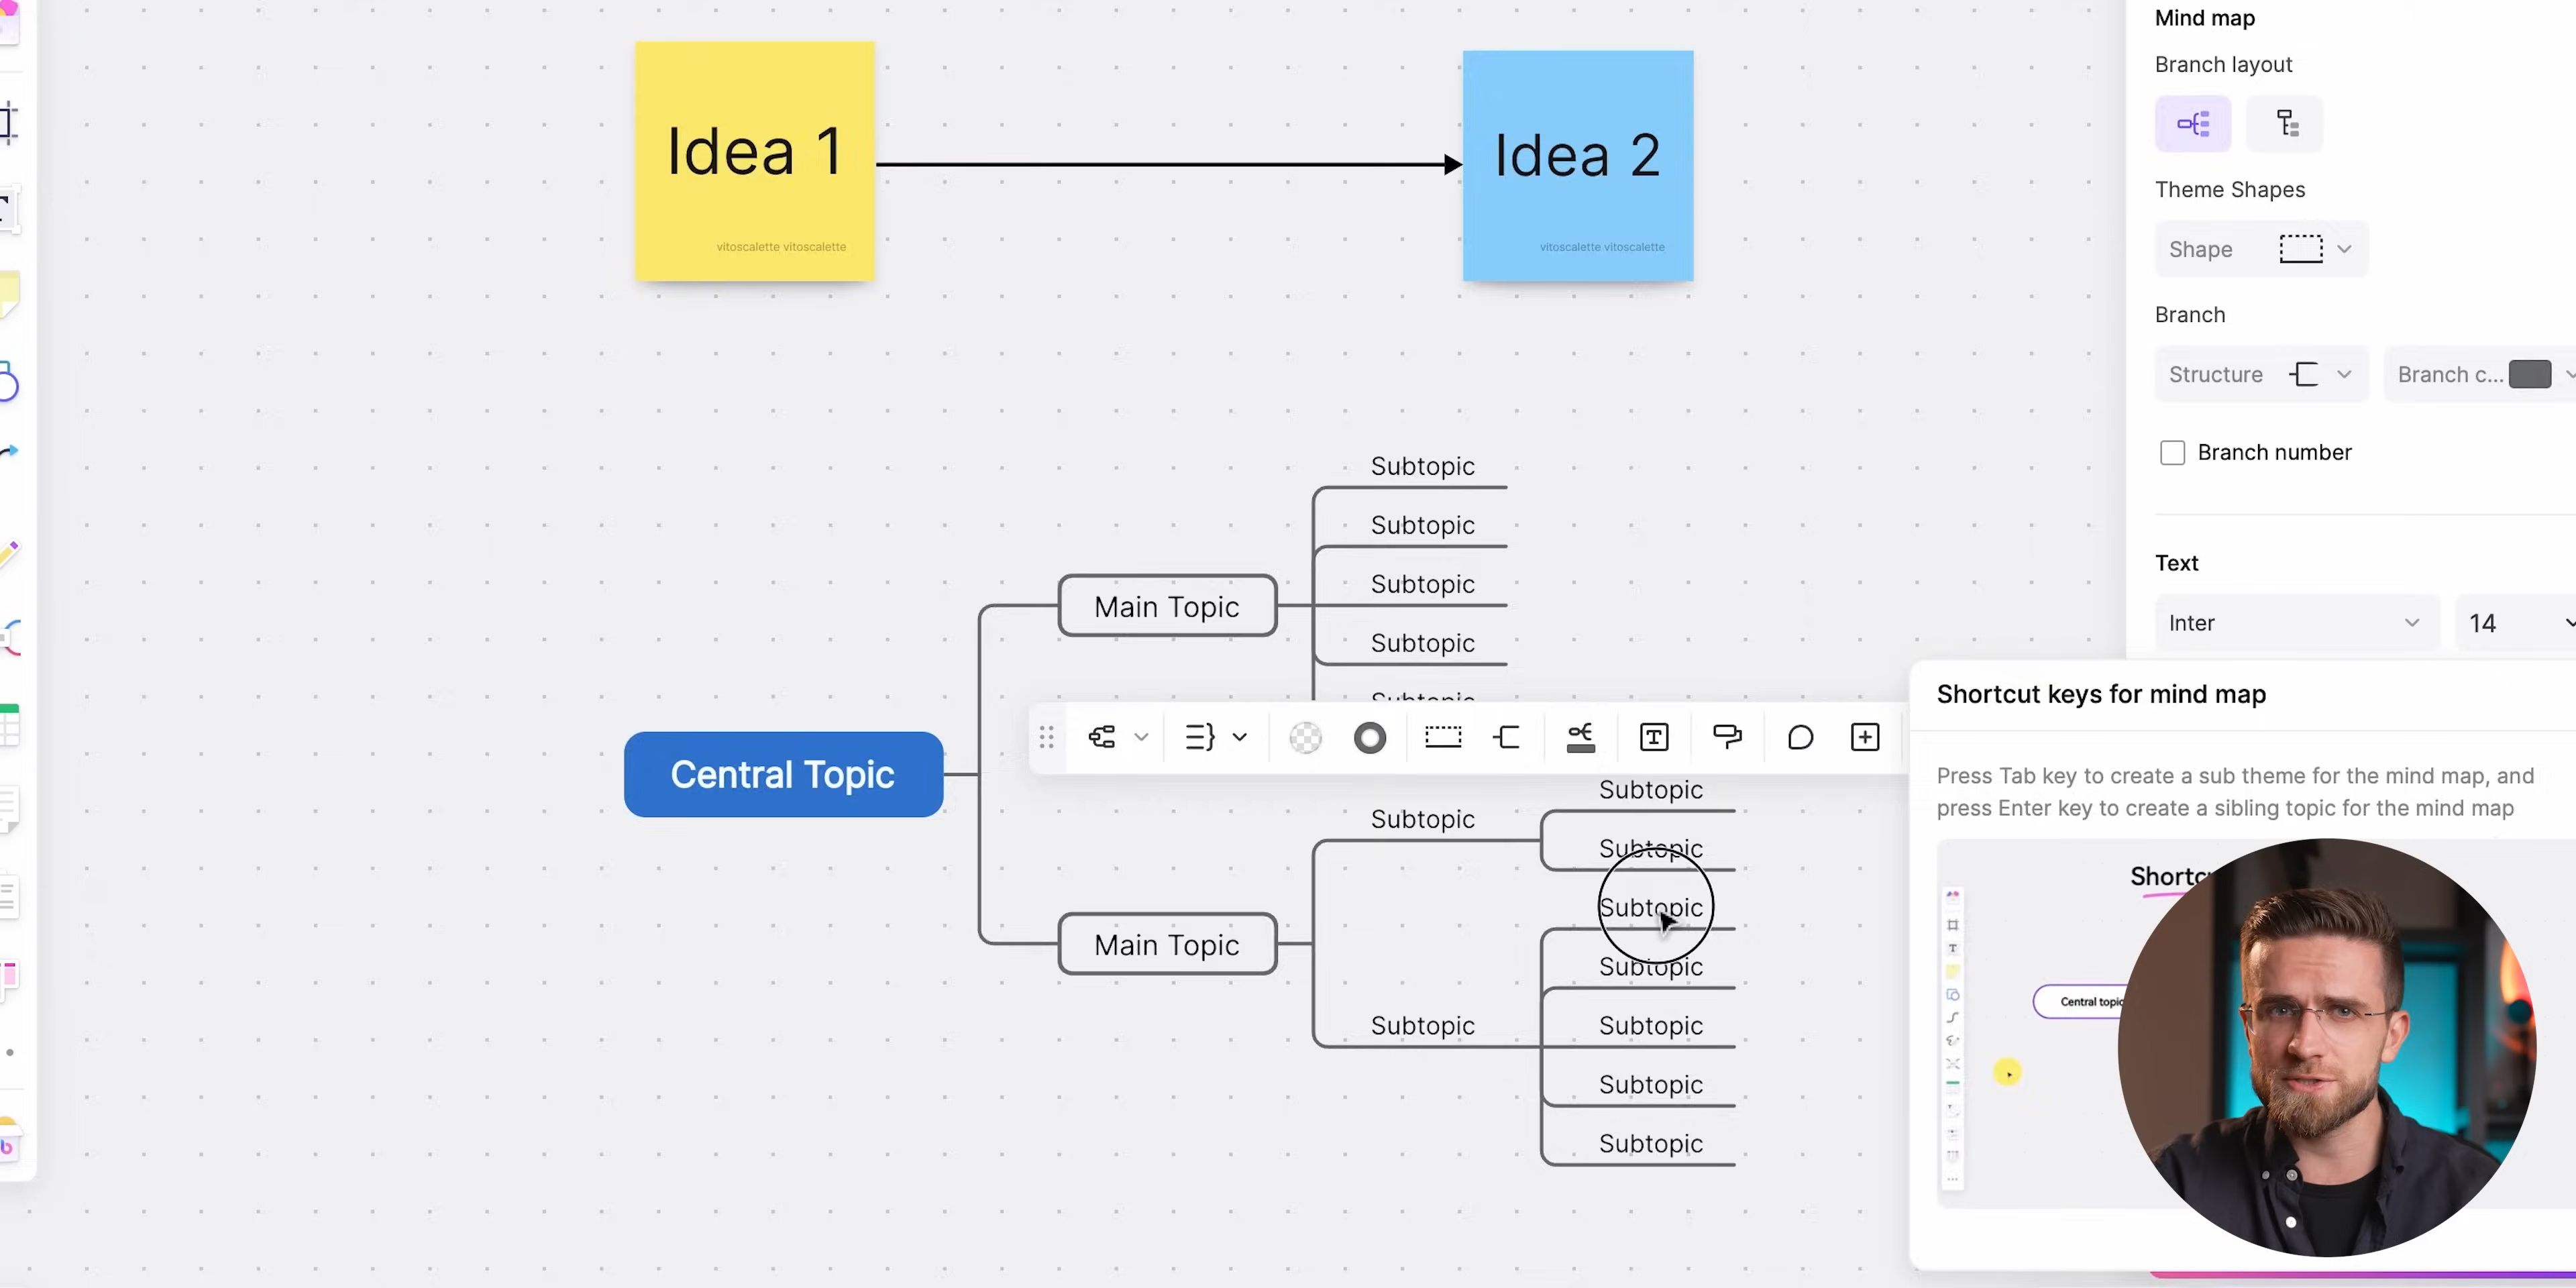 Mind map
Branch layout
Theme Shapes
Shape
Branch
Structure
Branch c...
Branch number
Text
Inter
14
Idea 1
vitoscalette vitoscalette
Idea 2
vitoscalette vitoscalette
Central Topic
Main Topic
Subtopic
Subtopic
Subtopic
Subtopic
Main Topic
Subtopic
Subtopic
Subtopic
Subtopic
Subtopic
Subtopic
Subtopic
Subtopic
Subtopic
Shortcut keys for mind map
Press Tab key to create a sub theme for the mind map, and
press Enter key to create a sibling topic for the mind map
Central topic